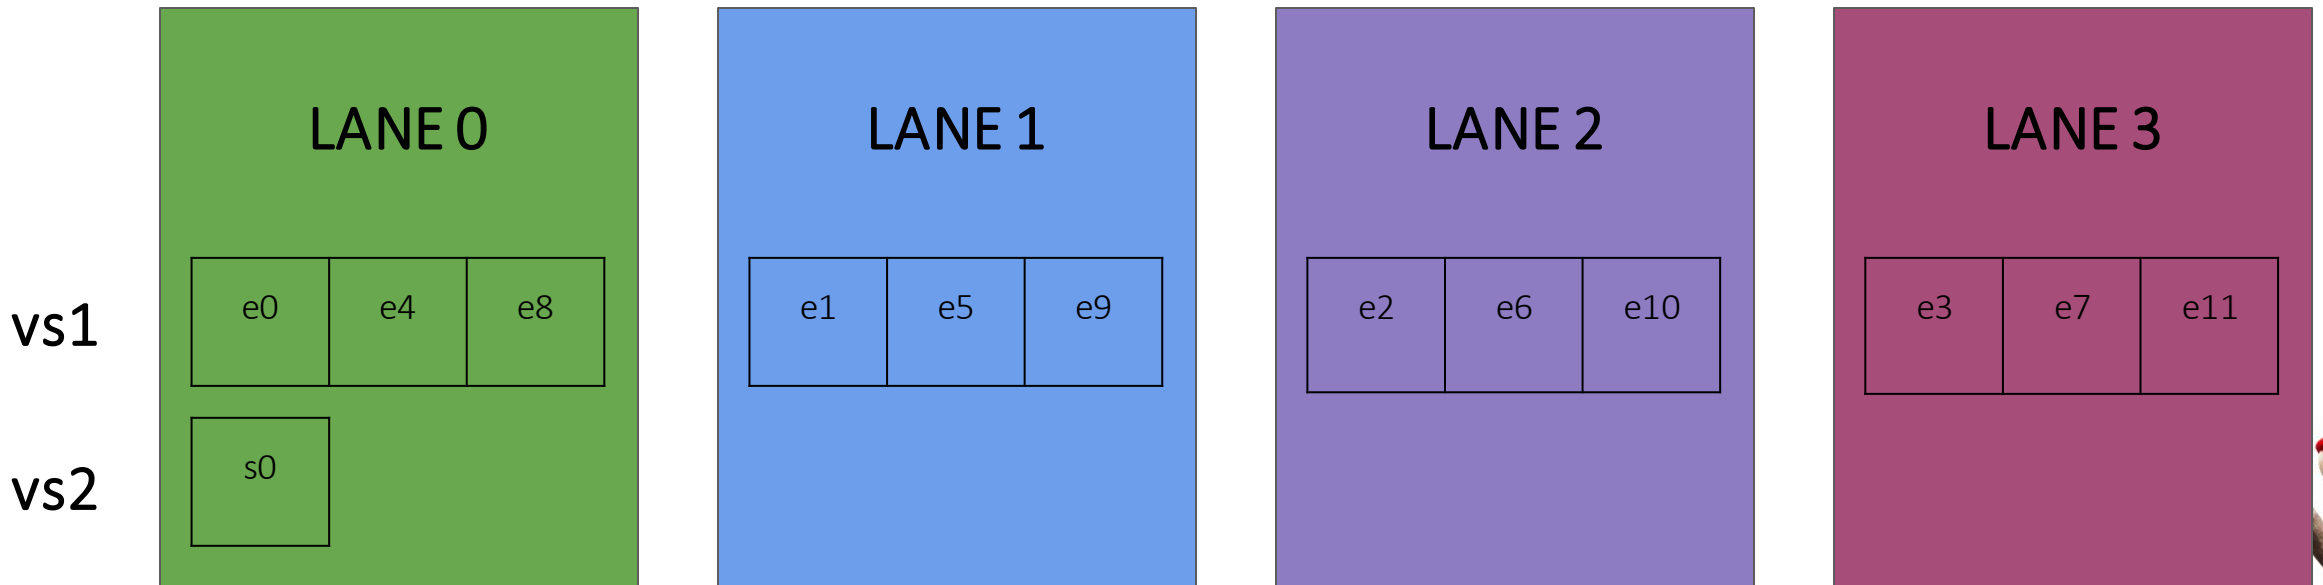 LANE 0 LANE 1 LANE 2 LANE 3
vs1 e0 e4 e8 e1 e5 e9 e2 e6 e10 e3 e7 e11
vs2 s0